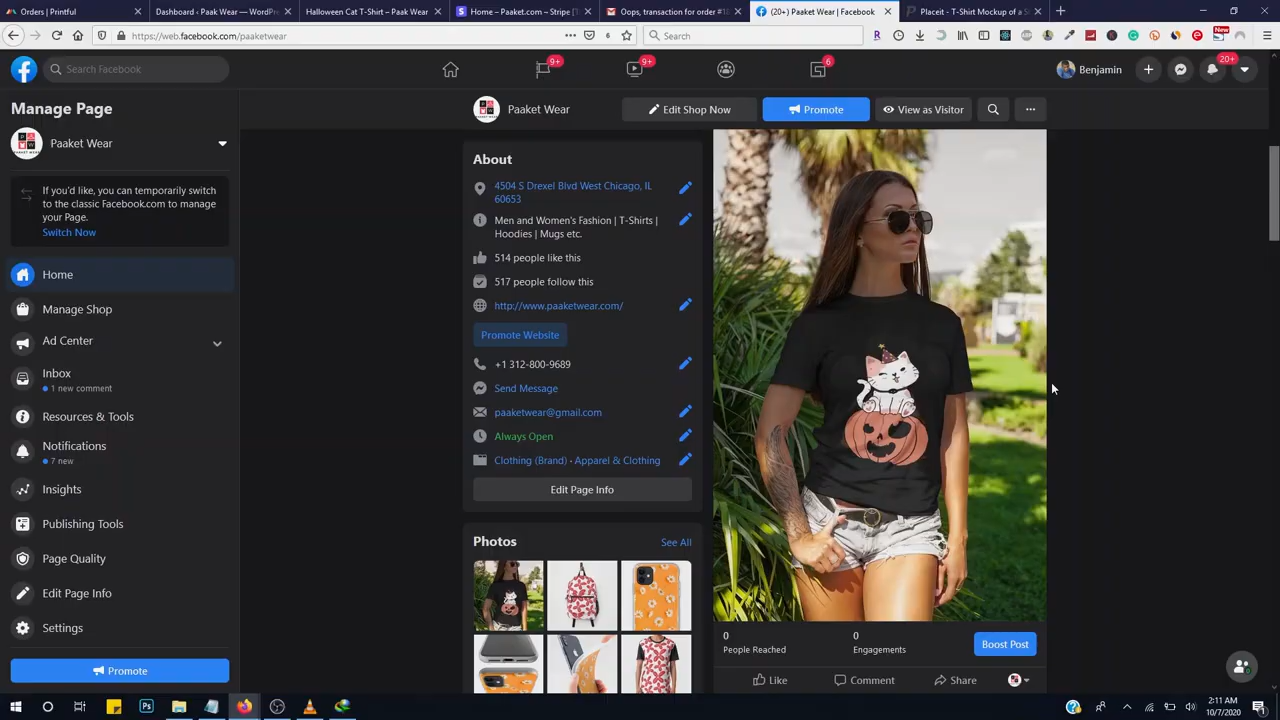 Orders | Printful
Dashboard ‹ Paak Wear — WordPr
Halloween Cat T-Shirt – Paak Wear
Home – Paaket.com – Stripe [T
Oops, transaction for order #18
(20+) Paaket Wear | Facebook
Placeit - T-Shirt Mockup of a S
https://web.facebook.com/paaketwear
Search
6
New
Search Facebook
9+
9+
6
Benjamin
20+
Manage Page
Paaket Wear
If you'd like, you can temporarily switch
to the classic Facebook.com to manage
your Page.
Switch Now
Home
Manage Shop
Ad Center
Inbox
1 new comment
Resources & Tools
Notifications
7 new
Insights
Publishing Tools
Page Quality
Edit Page Info
Settings
Promote
Paaket Wear
Edit Shop Now
Promote
View as Visitor
About
4504 S Drexel Blvd West Chicago, IL
60653
Men and Women's Fashion | T-Shirts |
Hoodies | Mugs etc.
514 people like this
517 people follow this
http://www.paaketwear.com/
Promote Website
+1 312-800-9689
Send Message
paaketwear@gmail.com
Always Open
Clothing (Brand) · Apparel & Clothing
Edit Page Info
Photos
See All
0
People Reached
0
Engagements
Boost Post
Like
Comment
Share
2:11 AM
10/7/2020